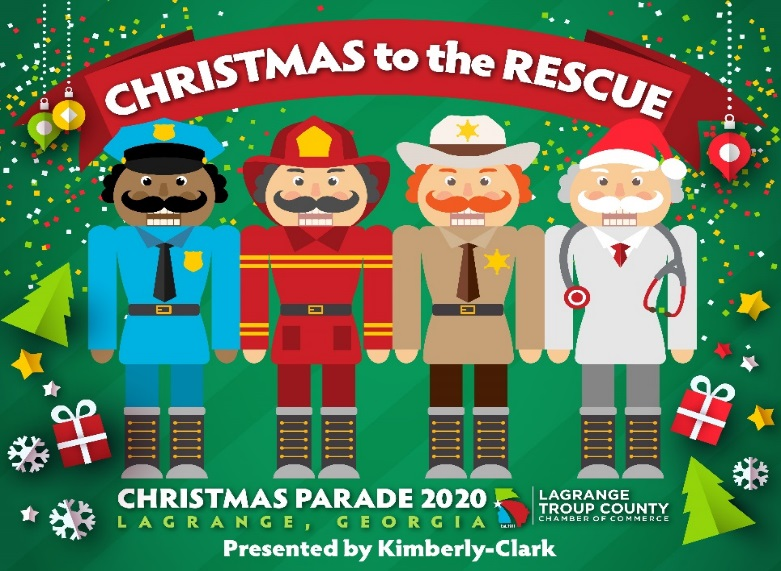 CHRISTMAS to the RESCUE
CHRISTMAS PARADE 2020
LAGRANGE, GEORGIA
LAGRANGE
TROUP COUNTY
CHAMBER OF COMMERCE
Presented by Kimberly-Clark